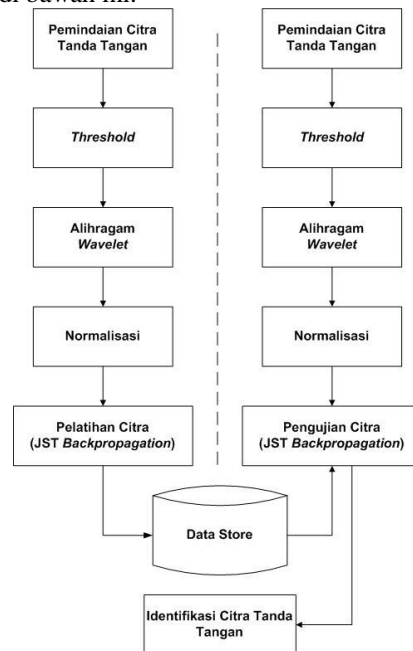 di bawah ini:
Pemindaian Citra
Tanda Tangan
Threshold
Alihragam
Wavelet
Normalisasi
Pelatihan Citra
(JST Backpropagation)
Pemindaian Citra
Tanda Tangan
Threshold
Alihragam
Wavelet
Normalisasi
Pengujian Citra
(JST Backpropagation)
Data Store
Identifikasi Citra Tanda
Tangan